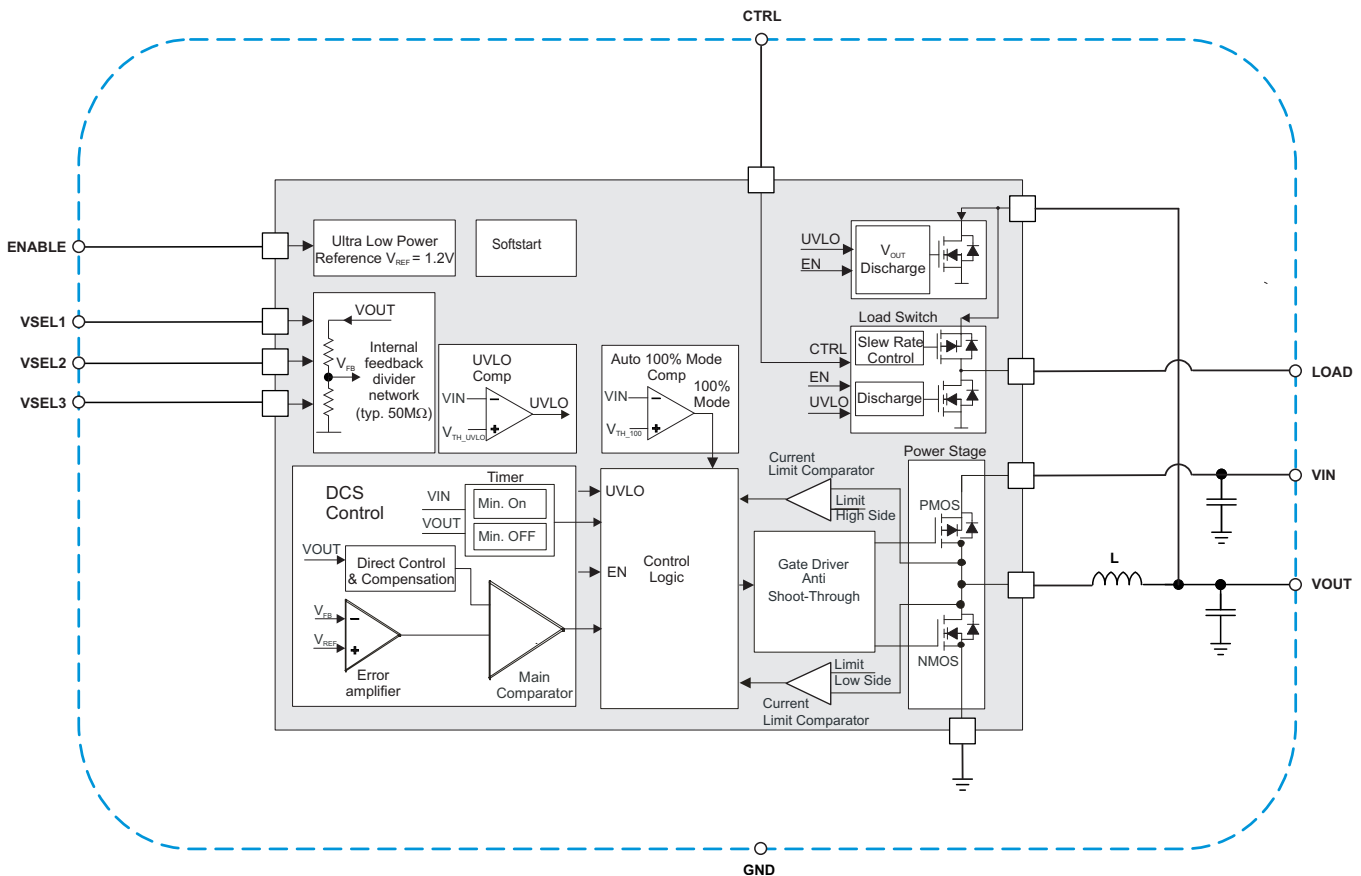 CTRL
ENABLE
VSEL1
VSEL2
VSEL3
Ultra Low Power
Reference VREF = 1.2V
Softstart
VOUT
VFB
Internal
feedback
divider
network
(typ. 50MΩ)
UVLO
Comp
VIN
VTH_UVLO
UVLO
Auto 100% Mode
Comp
VIN
VTH_100
100%
Mode
UVLO
EN
VOUT
Discharge
Load Switch
CTRL
Slew Rate
Control
EN
UVLO
Discharge
LOAD
DCS
Control
Timer
VIN
VOUT
Min. On
Min. OFF
VOUT
Direct Control
& Compensation
VFB
VREF
Error
amplifier
Main
Comparator
UVLO
EN
Control
Logic
Current
Limit Comparator
Limit
High Side
Gate Driver
Anti
Shoot-Through
Limit
Low Side
Current
Limit Comparator
Power Stage
PMOS
NMOS
VIN
L
VOUT
GND